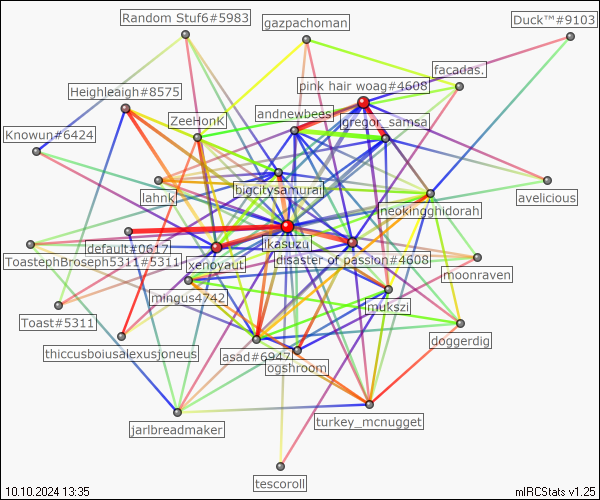 Random Stuf6#5983
gazpachoman
Duck™#9103
facadas.
pink hair woag#4608
Heighleaigh#8575
andnewbees
ZeeHonK
gregor_samsa
Knowun#6424
bigcitysamurai
lahnk
avelicious
neokingghidorah
ikasuzu
default#0617
disaster of passion#4608
ToastephBroseph5311#5311
xenoyaut
moonraven
mingus4742
mukszi
Toast#5311
doggerdig
thiccusboiusalexusjoneus
asad#6947
ogshroom
turkey_mcnugget
jarlbreadmaker
tescoroll
10.10.2024 13:35
mIRCStats v1.25